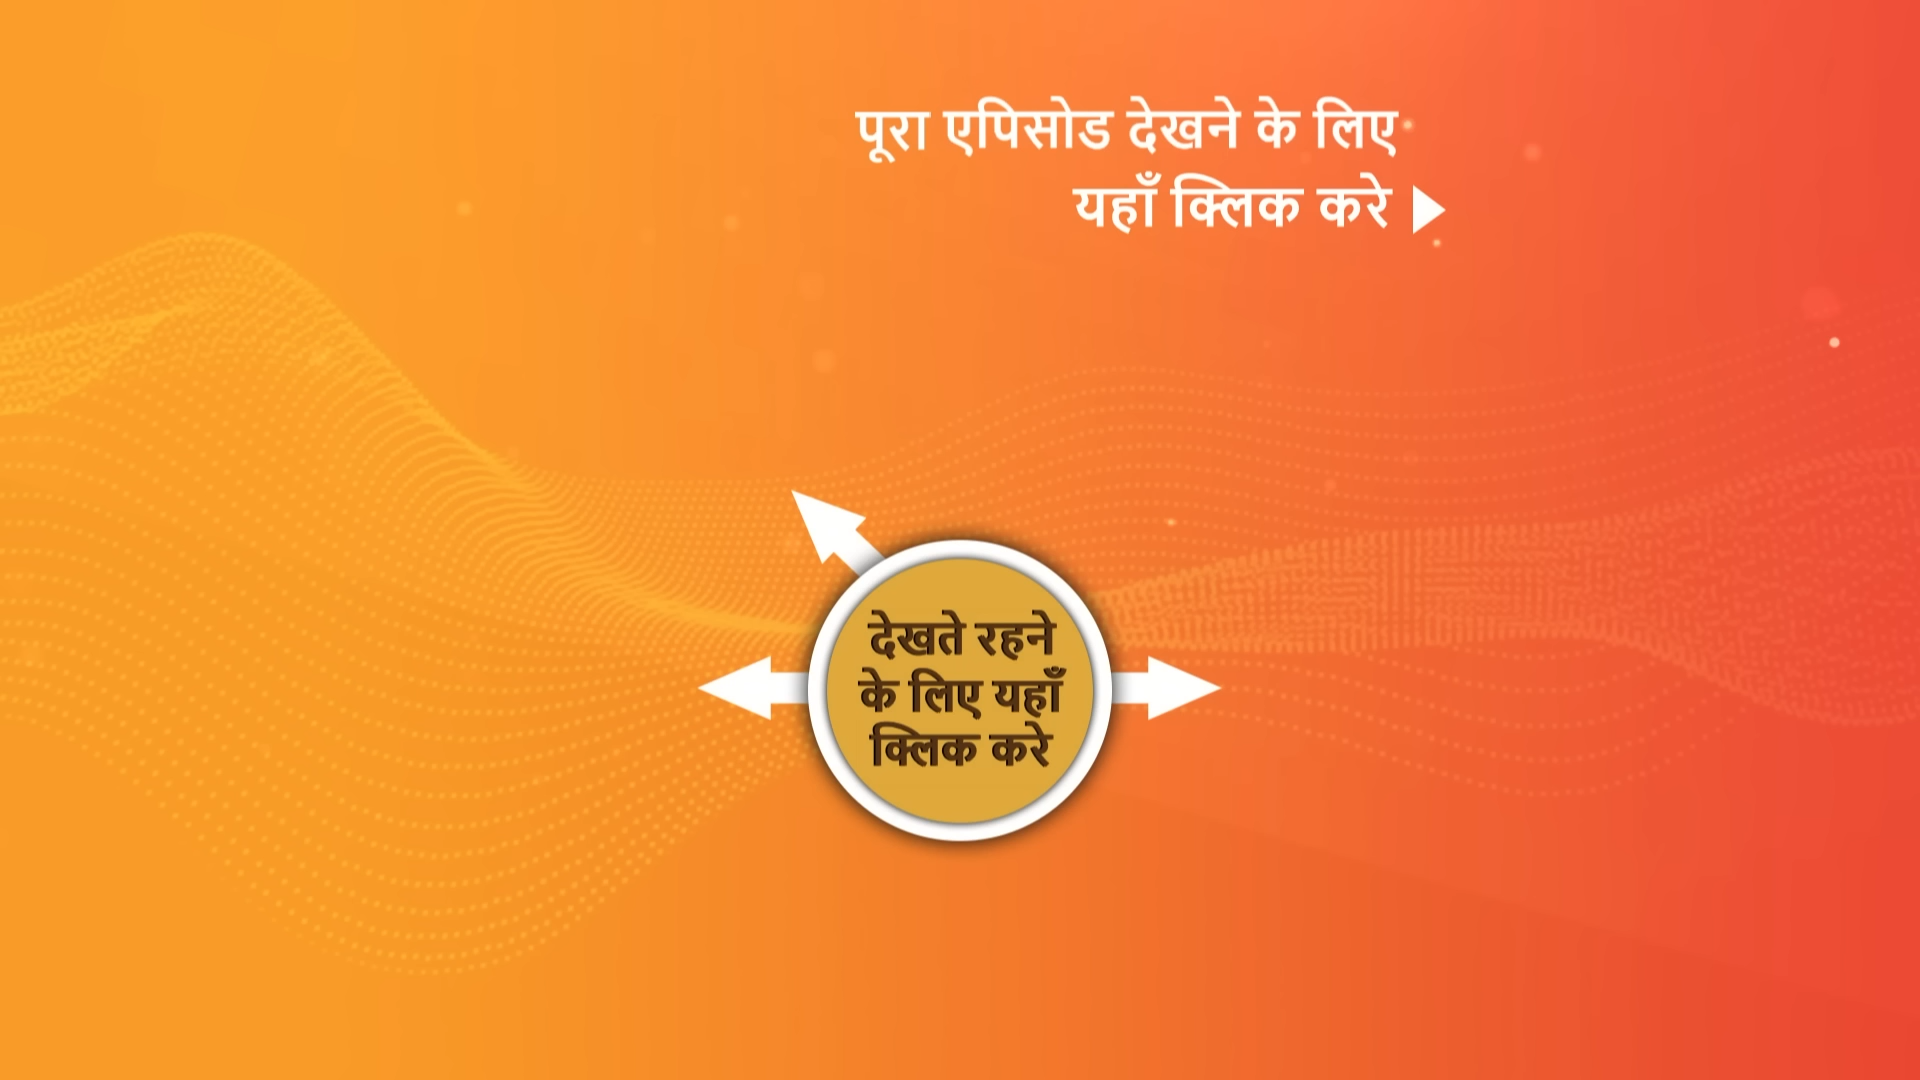 पूरा एपिसोड देखने के लिए
यहाँ क्लिक करे
देखते रहने
के लिए यहाँ
क्लिक करे